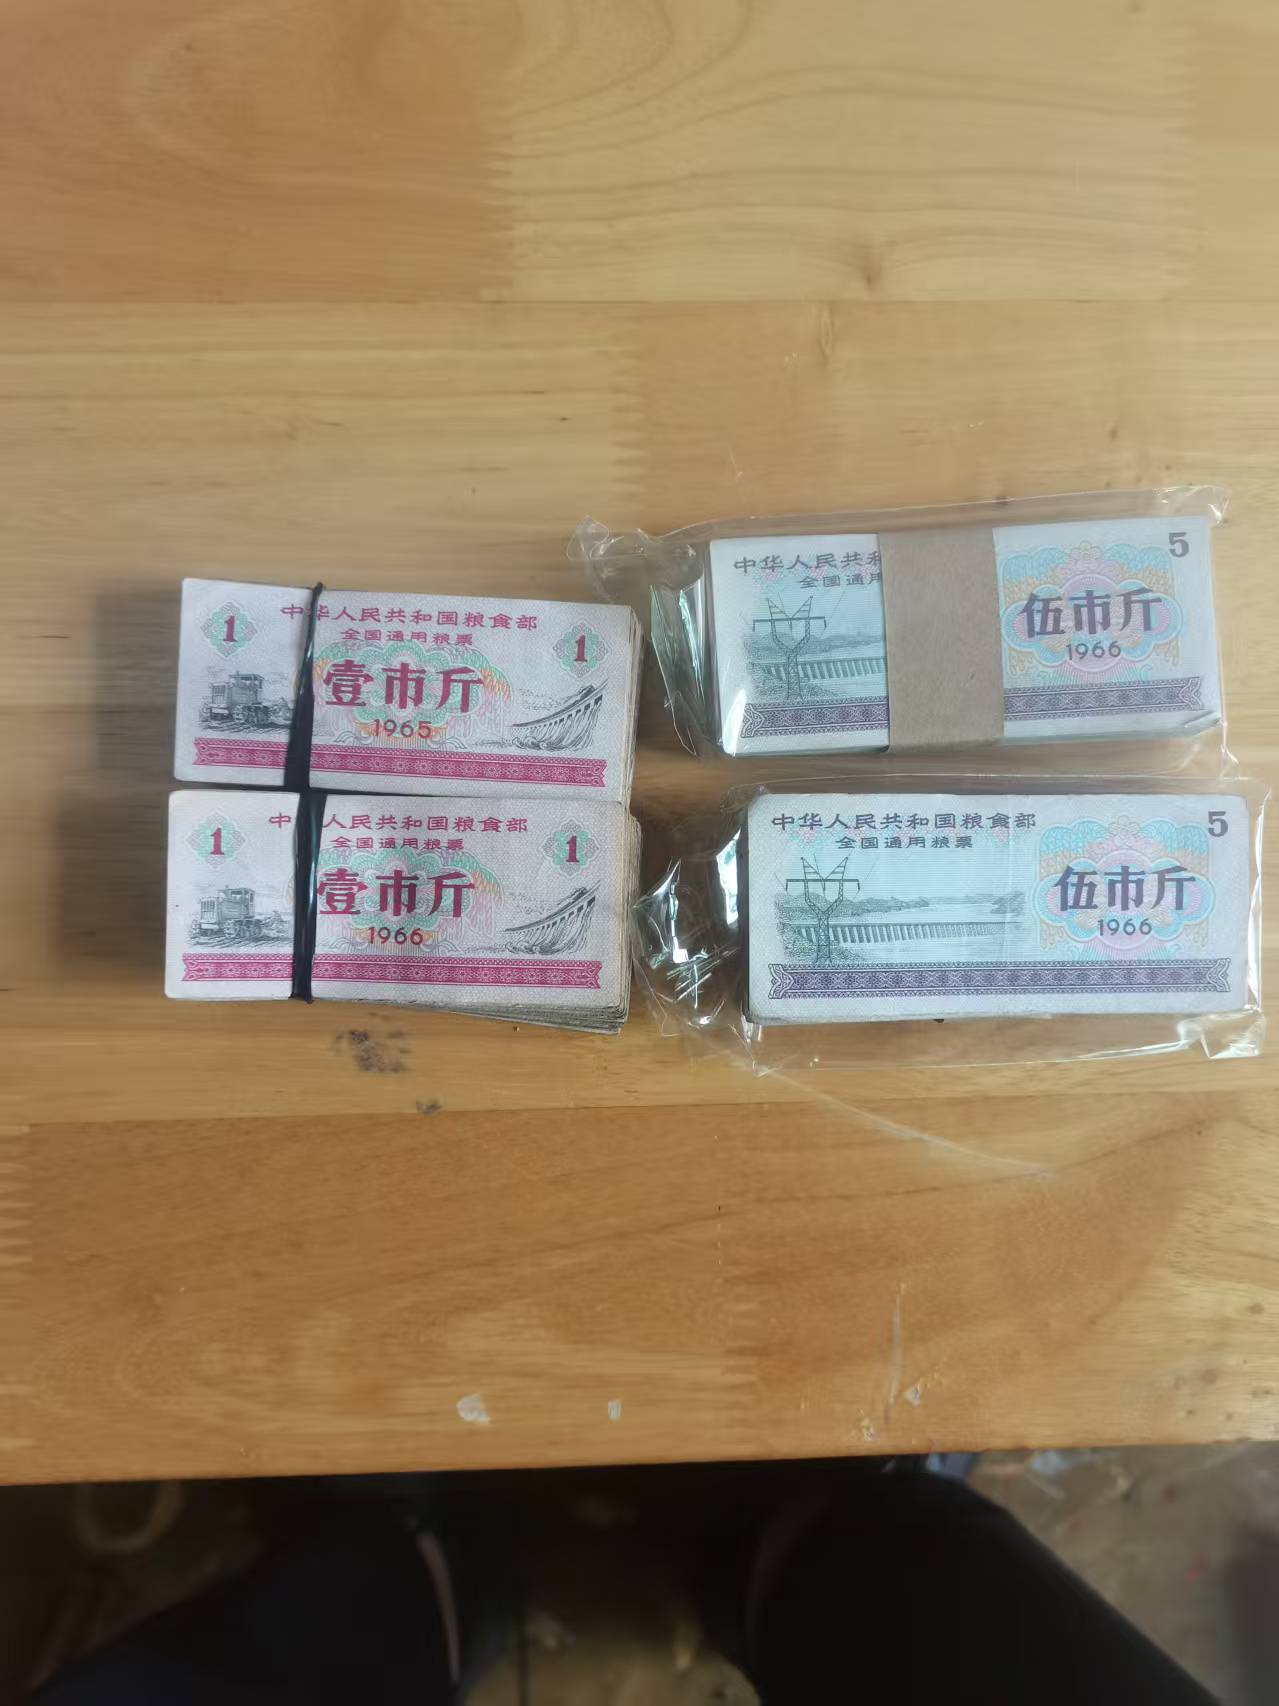 中华人民共和国粮食部
全国通用粮票
1
1
壹市斤
1965
中华人民共和国粮食部
全国通用粮票
1
1
壹市斤
1966
中华人民共和
全国通用
5
伍市斤
1966
中华人民共和国粮食部
全国通用粮票
5
伍市斤
1966